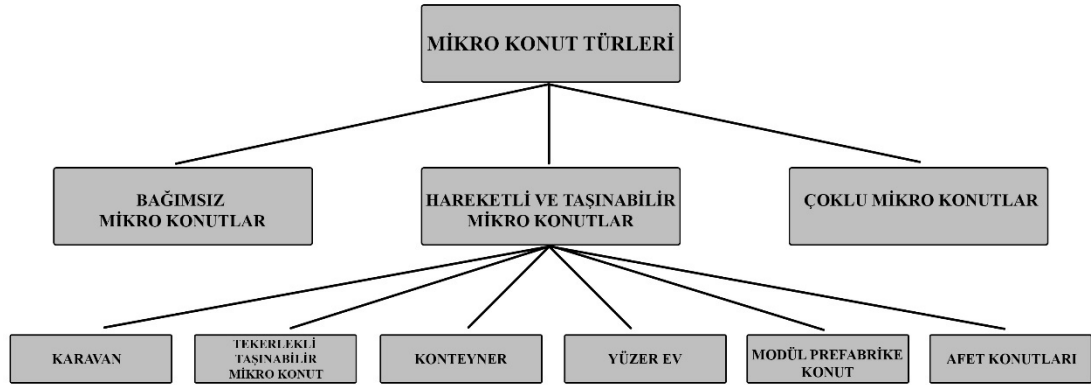 MİKRO KONUT TÜRLERİ
BAĞIMSIZ
MİKRO KONUTLAR
HAREKETLİ VE TAŞINABİLİR
MİKRO KONUTLAR
ÇOKLU MİKRO KONUTLAR
KARAVAN
TEKERLEKLİ
TAŞINABİLİR
MİKRO KONUT
KONTEYNER
YÜZER EV
MODÜL PREFABRİKE
KONUT
AFET KONUTLARI